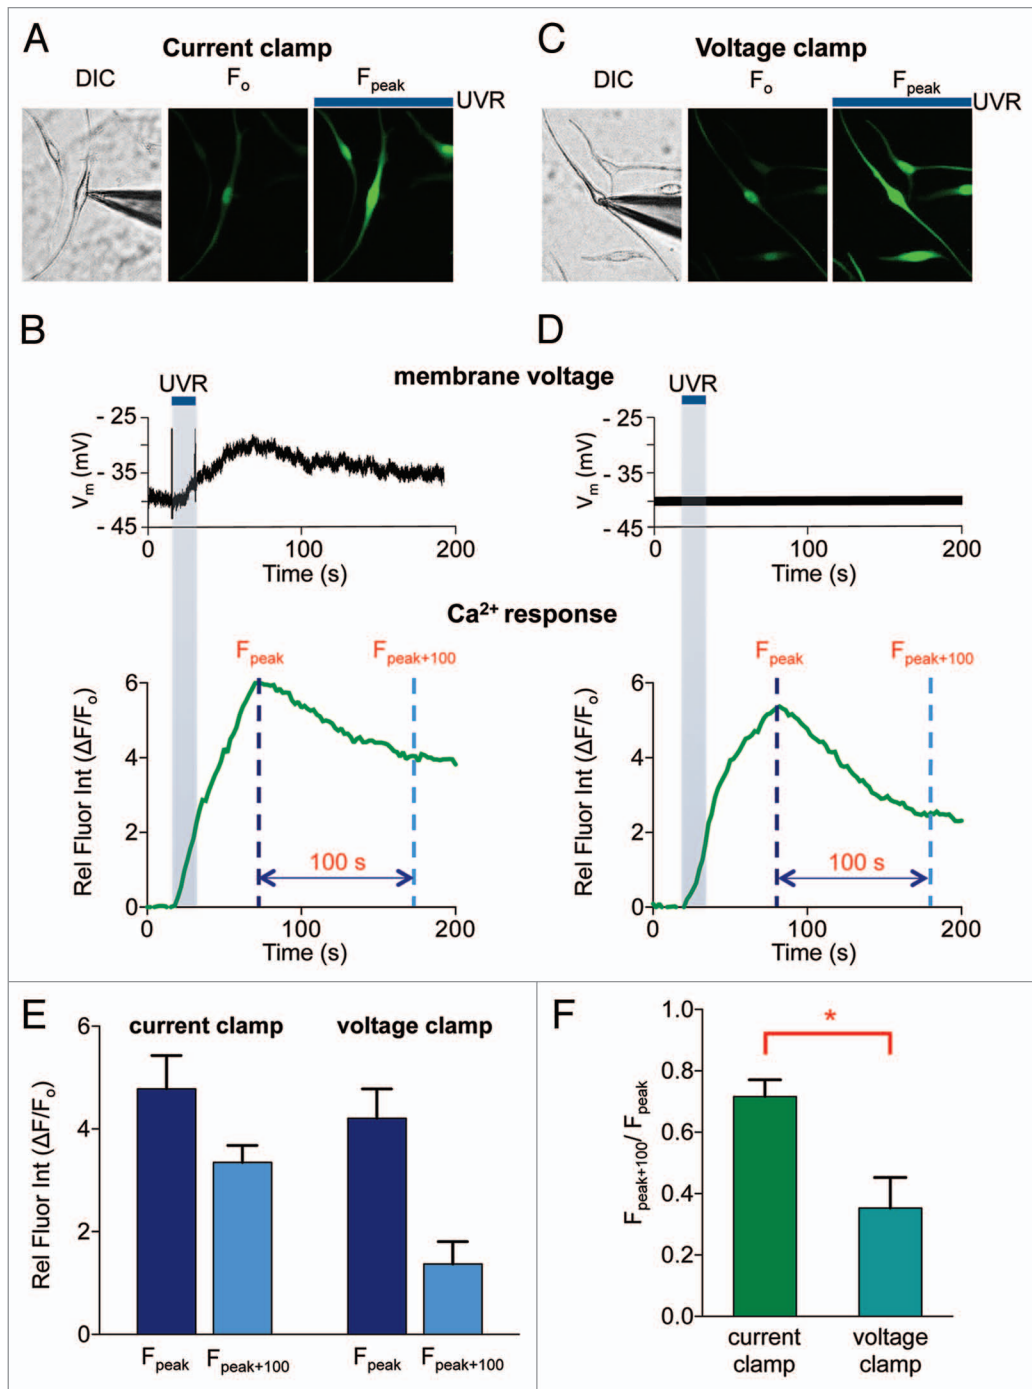 A
Current clamp
DIC
Fo
Fpeak
UVR
C
Voltage clamp
DIC
Fo
Fpeak
UVR
B
D
membrane voltage
UVR
Vm (mV)
- 25
- 35
- 45
0
100
200
Time (s)
UVR
Vm (mV)
- 25
- 35
- 45
0
100
200
Time (s)
Ca2+ response
Fpeak
Fpeak+100
Rel Fluor Int (ΔF/Fo)
6
4
2
0
100 s
0
100
200
Time (s)
Fpeak
Fpeak+100
Rel Fluor Int (ΔF/Fo)
6
4
2
0
100 s
0
100
200
Time (s)
E
current clamp
voltage clamp
Rel Fluor Int (ΔF/Fo)
6
4
2
0
Fpeak
Fpeak+100
Fpeak
Fpeak+100
F
Fpeak+100/ Fpeak
1.0
0.8
0.6
0.4
0.2
0.0
*
current
clamp
voltage
clamp